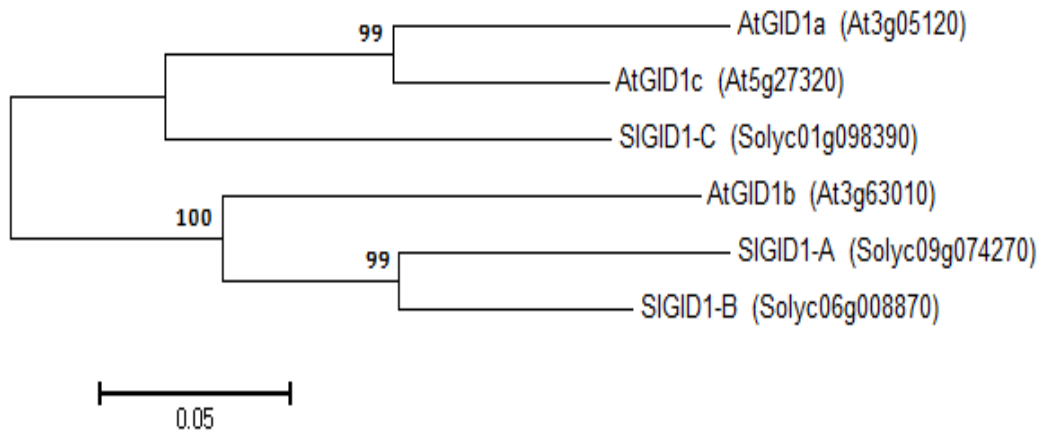 99
AtGID1a (At3g05120)
AtGID1c (At5g27320)
SlGID1-C (Solyc01g098390)
AtGID1b (At3g63010)
100
99
SlGID1-A (Solyc09g074270)
SlGID1-B (Solyc06g008870)
0.05